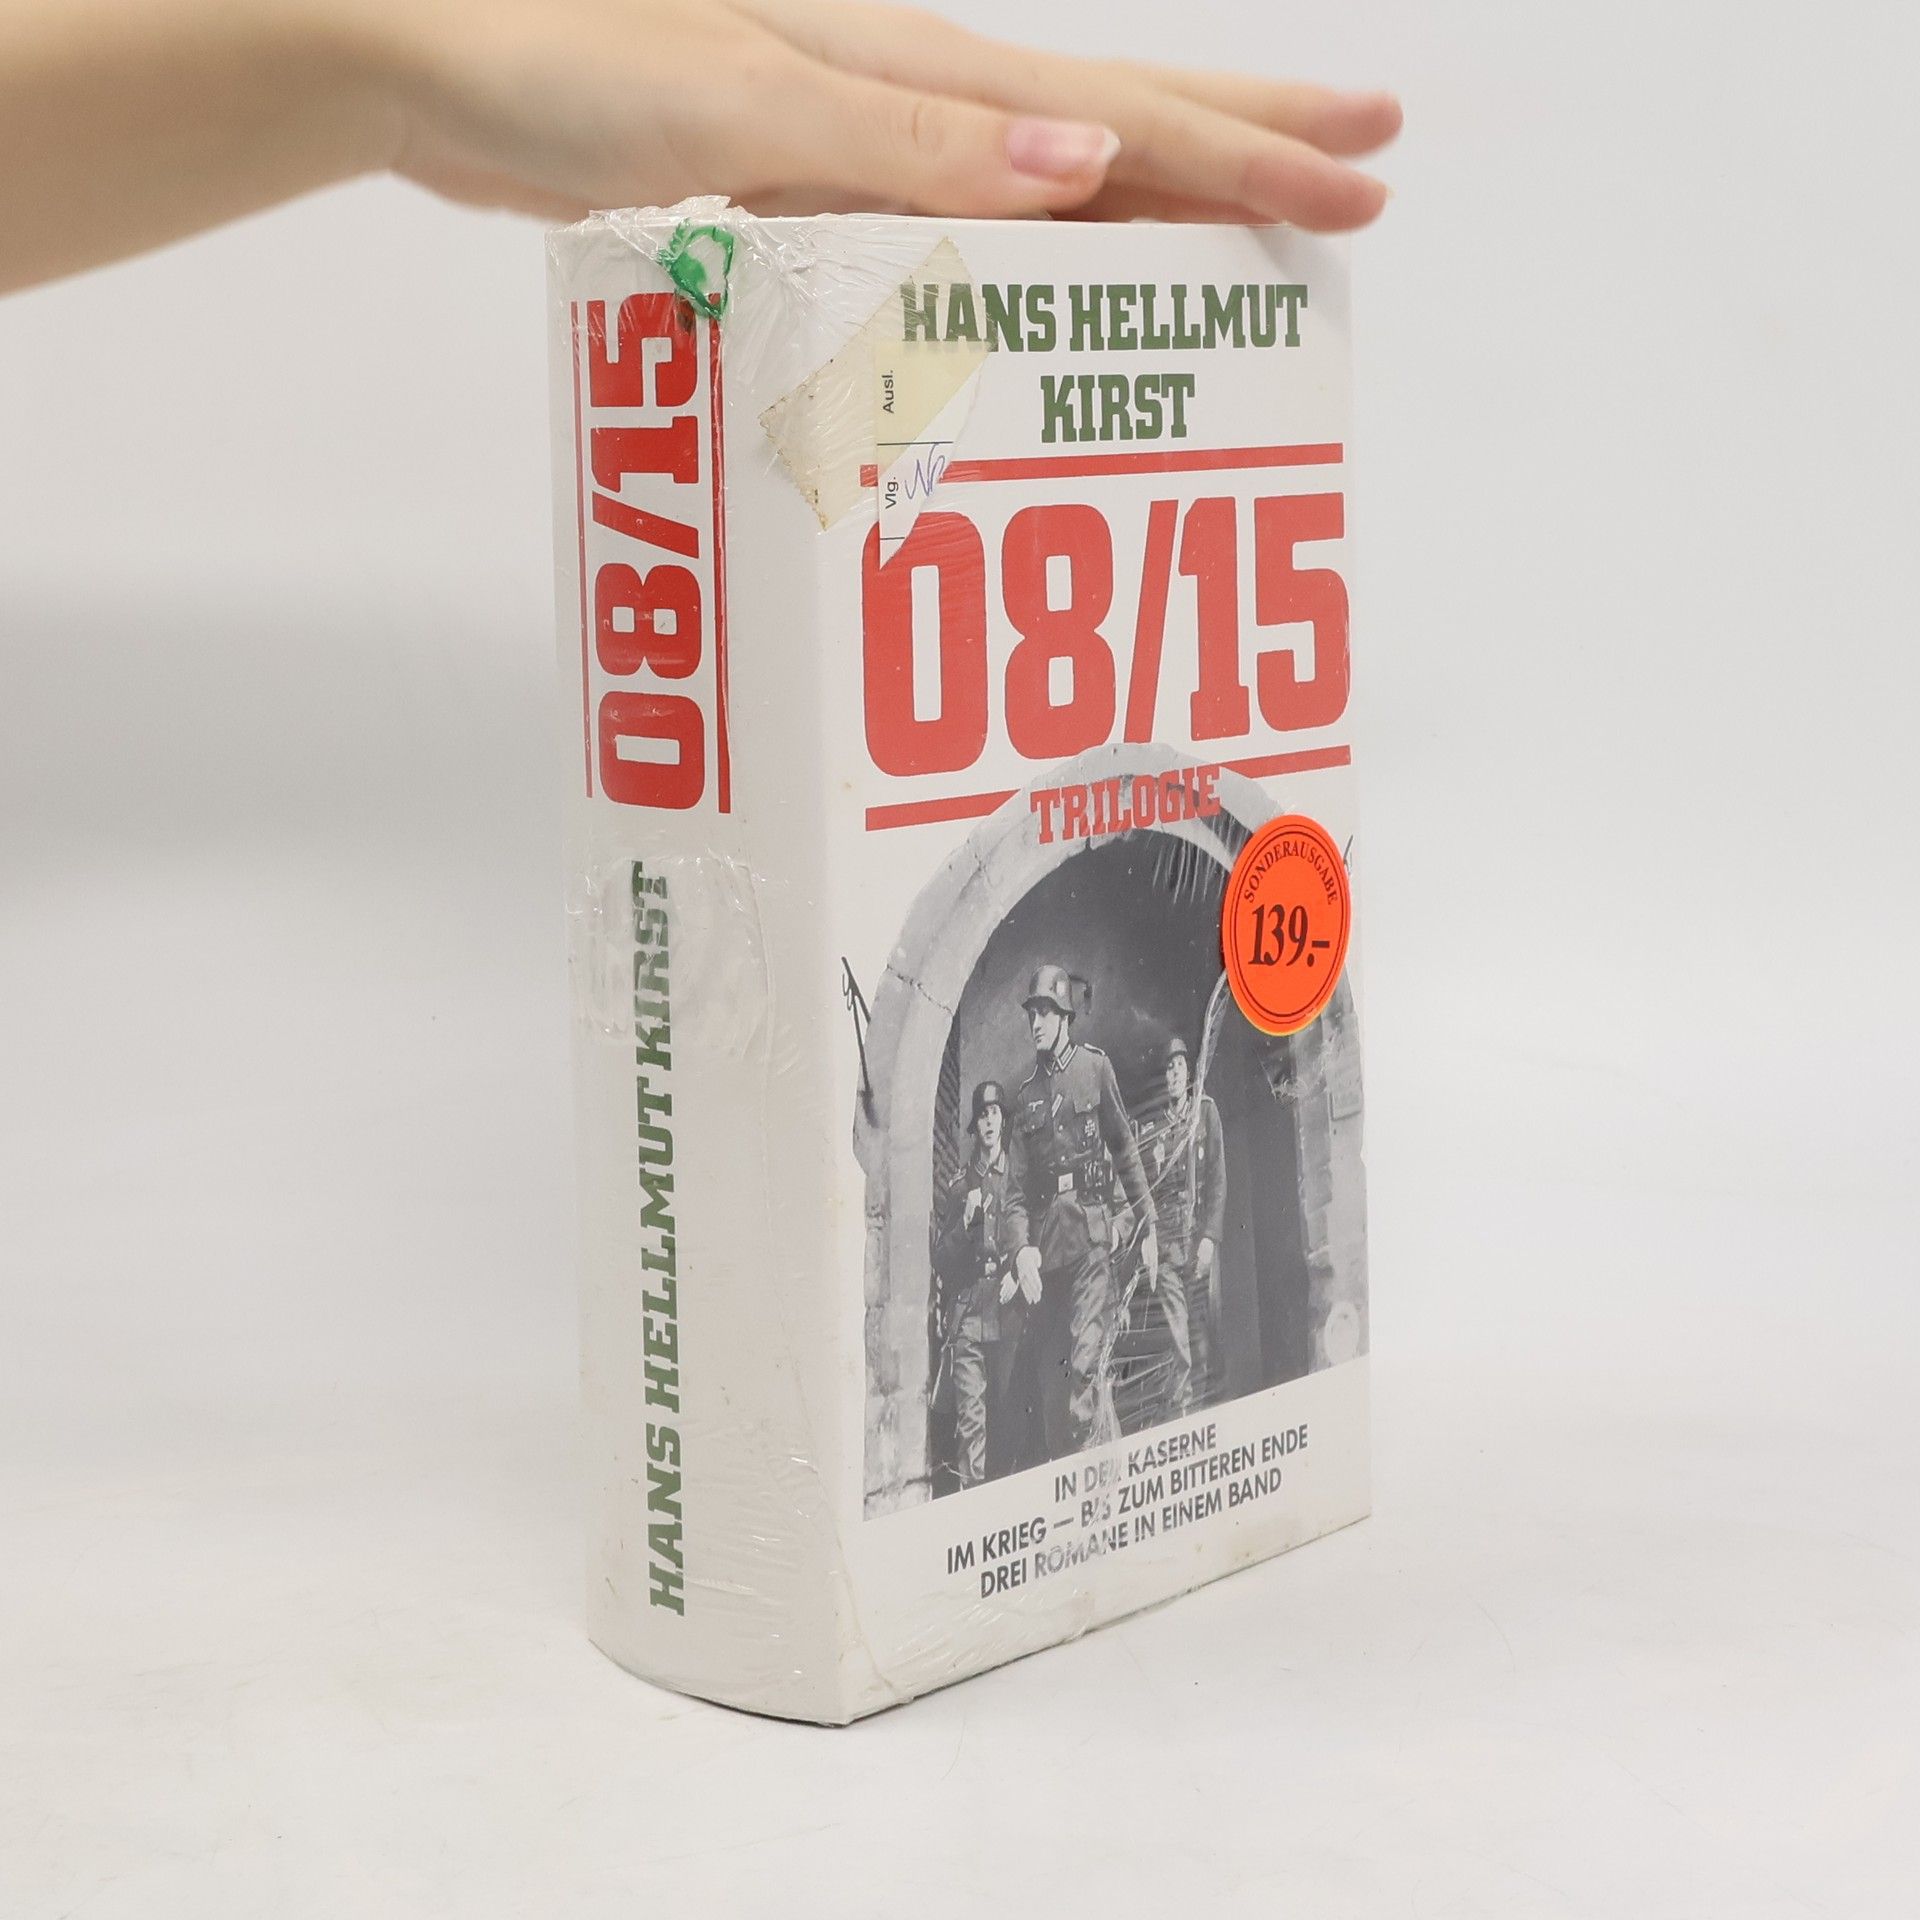 08/15
HANS HELLMUT KIRST
HANS HELLMUT
KIRST
Ausl.
Vlg.
08/15
TRILOGIE
SONDERAUSGABE
139.-
IN DER KASERNE
IM KRIEG — BIS ZUM BITTEREN ENDE
DREI ROMANE IN EINEM BAND